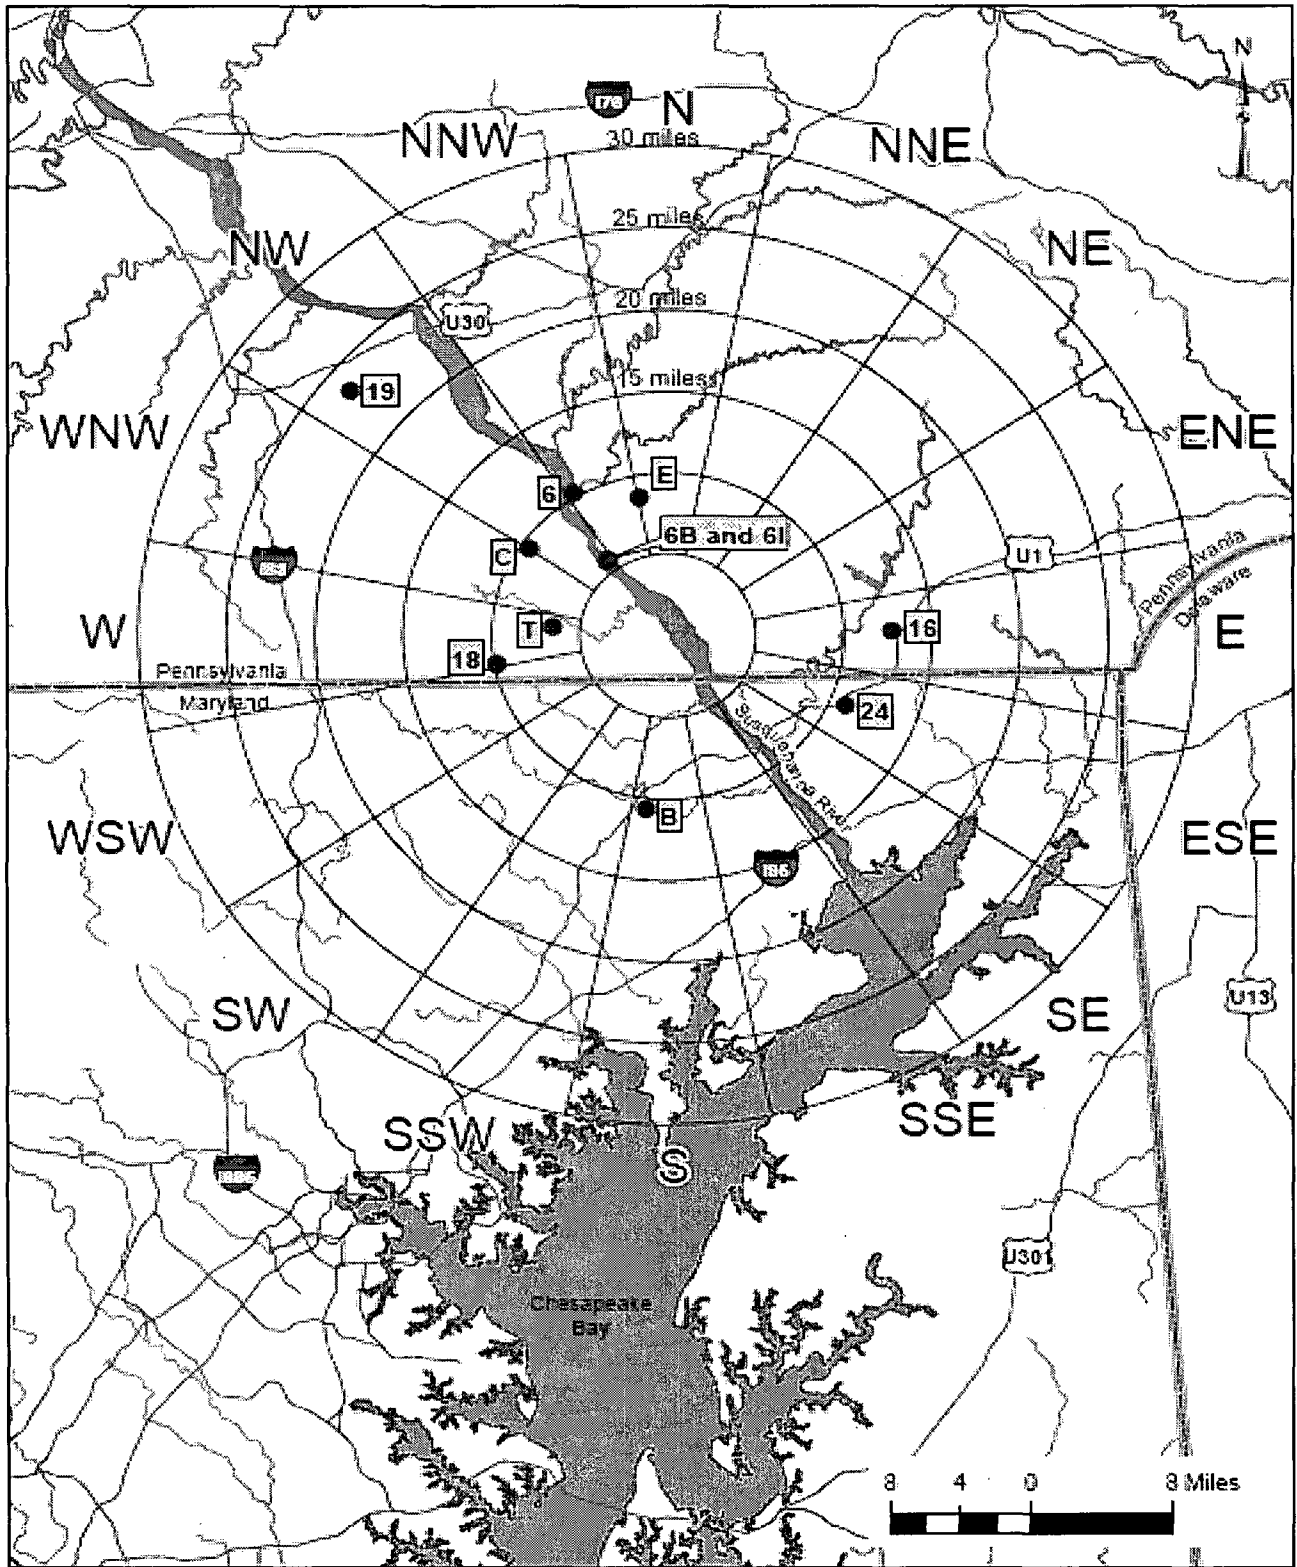 N
I76
N
NNW
30 miles
NNE
25 miles
NW
NE
20 miles
U30
15 miles
19
WNW
ENE
E
6
6B and 6I
C
U1
Pennsylvania
Delaware
T
16
W
E
18
Pennsylvania
Maryland
24
Susquehanna River
B
WSW
ESE
I95
SW
SE
U13
SSW
SSE
S
U301
Chesapeake
Bay
8 4 0 8 Miles